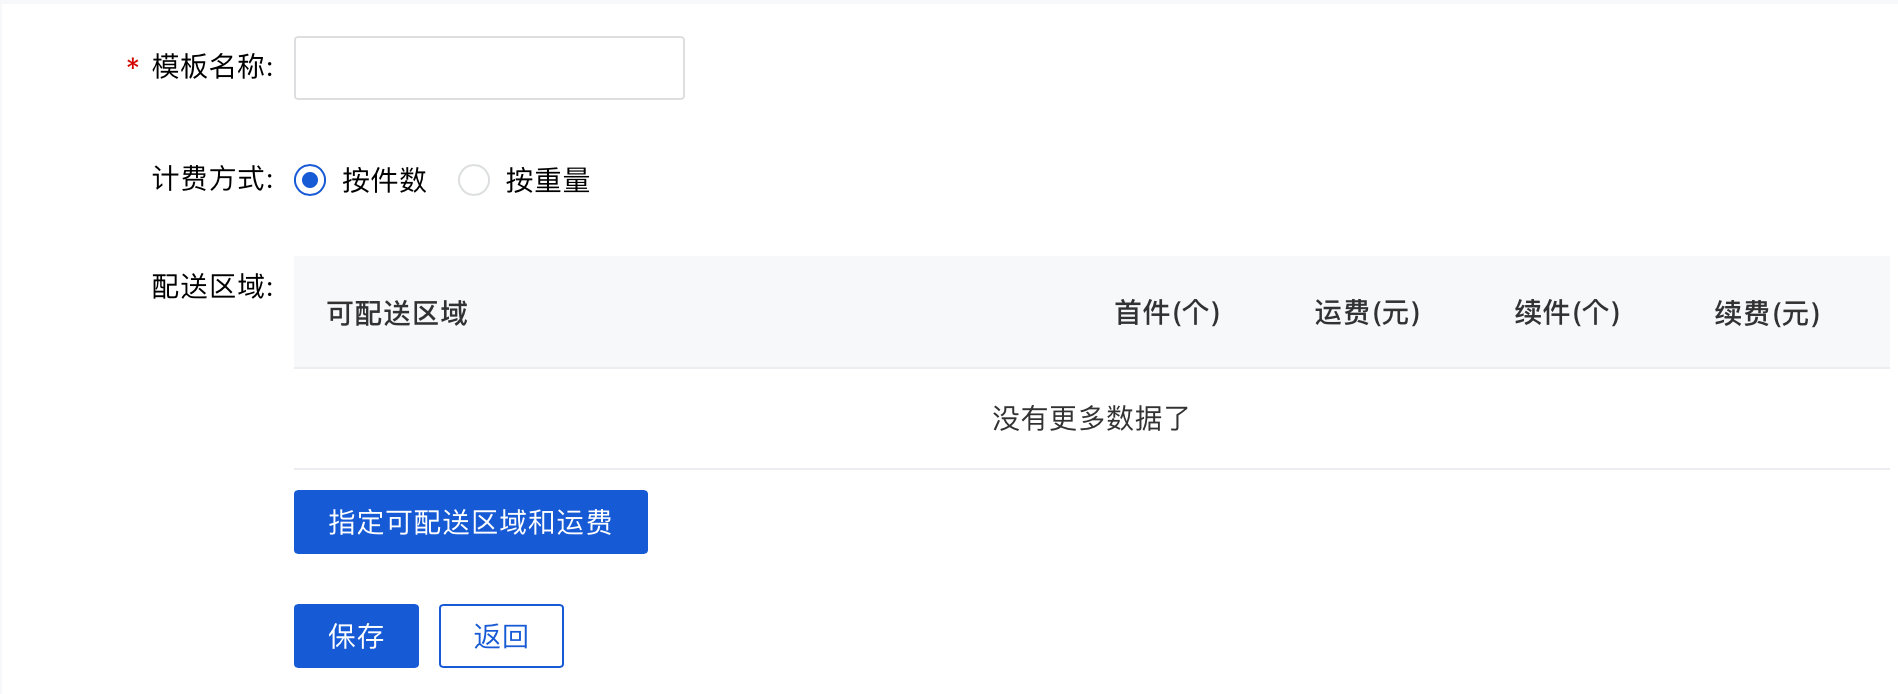 * 模板名称:
计费方式: 按件数 按重量
配送区域:
可配送区域 首件(个) 运费(元) 续件(个) 续费(元)
没有更多数据了
指定可配送区域和运费
保存 返回